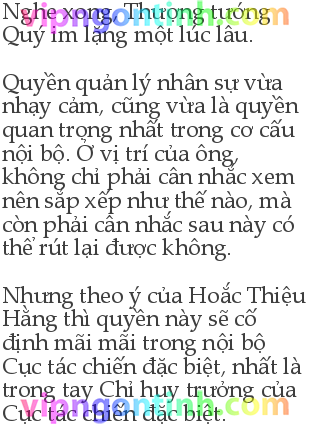 Nghe xong, Thượng tướng
Quý im lặng một lúc lâu.
Quyền quản lý nhân sự vừa
nhạy cảm, cũng vừa là quyền
quan trọng nhất trong cơ cấu
nội bộ. Ở vị trí của ông,
không chỉ phải cân nhắc xem
nên sắp xếp như thế nào, mà
còn phải cân nhắc sau này có
thể rút lại được không.
Nhưng theo ý của Hoắc Thiệu
Hằng thì quyền này sẽ cố
định mãi mãi trong nội bộ
Cục tác chiến đặc biệt, nhất là
trong tay Chỉ huy trưởng của
Cục tác chiến đặc biệt.
vipngontinh.com
vipngontinh.com